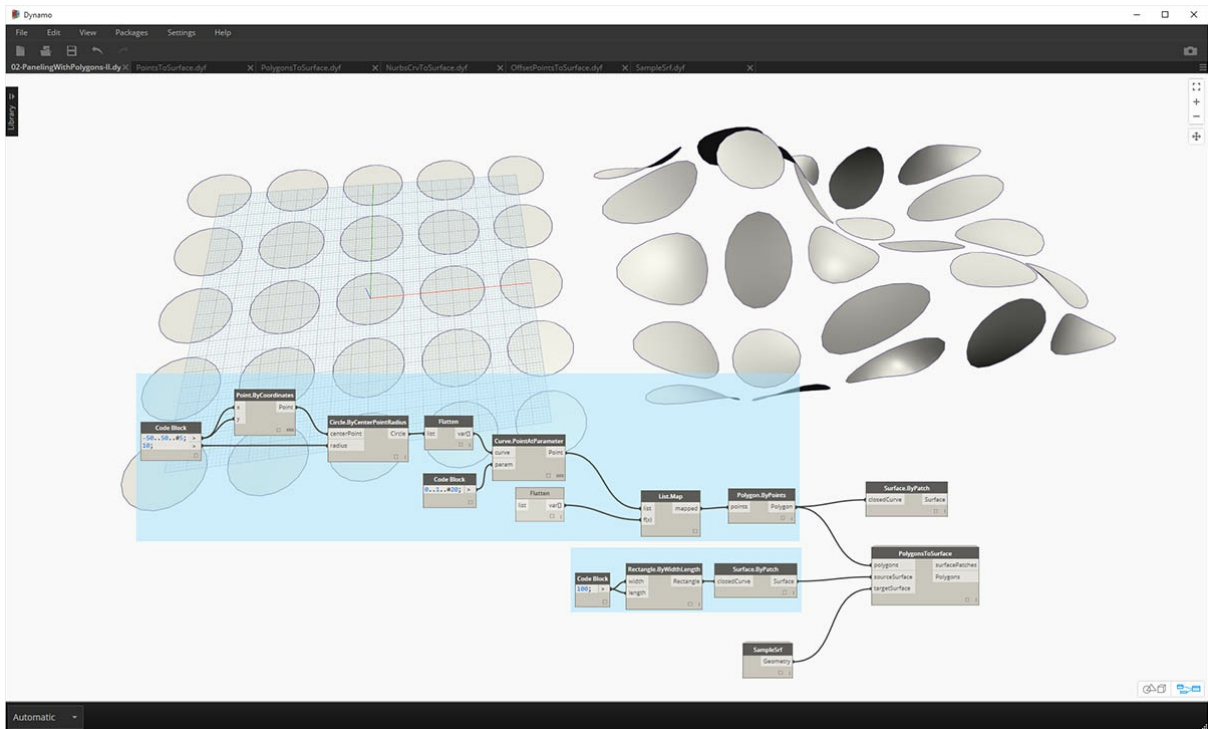 Dynamo
File Edit View Packages Settings Help
02-PanelingWithPolygons-II.dy PointsToSurface.dyf PolygonsToSurface.dyf NurbsCrvToSurface.dyf OffsetPointsToSurface.dyf SampleSrf.dyf
Library
Point.ByCoordinates
x Point
y
Code Block
-50..50..#5; >
10; >
Circle.ByCenterPointRadius
centerPoint Circle
radius
Flatten
list var[]
Curve.PointAtParameter
curve Point
param
Code Block
0..1..#20; >
Flatten
list var[]
List.Map
list mapped
f(x)
Polygon.ByPoints
points Polygon
Surface.ByPatch
closedCurve Surface
PolygonsToSurface
polygons surfacePatches
sourceSurface Polygons
targetSurface
Code Block
100; >
Rectangle.ByWidthLength
width Rectangle
length
Surface.ByPatch
closedCurve Surface
SampleSrf
Geometry
Automatic